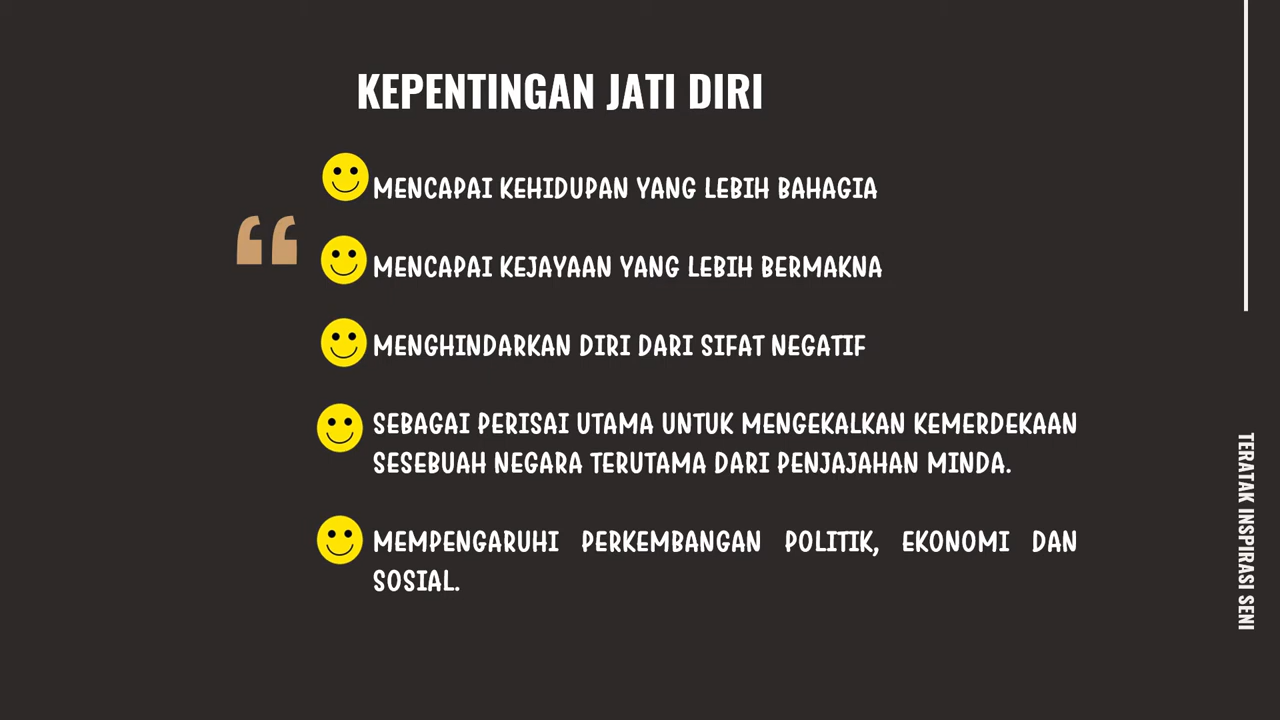 KEPENTINGAN JATI DIRI
MENCAPAI KEHIDUPAN YANG LEBIH BAHAGIA
MENCAPAI KEJAYAAN YANG LEBIH BERMAKNA
MENGHINDARKAN DIRI DARI SIFAT NEGATIF
SEBAGAI PERISAI UTAMA UNTUK MENGEKALKAN KEMERDEKAAN
SESEBUAH NEGARA TERUTAMA DARI PENJAJAHAN MINDA.
MEMPENGARUHI PERKEMBANGAN POLITIK, EKONOMI DAN
SOSIAL.
TERATAK INSPIRASI SENI